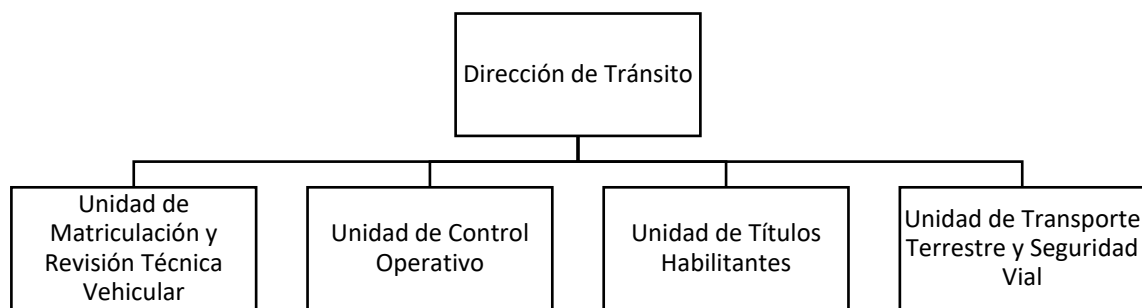 Dirección de Tránsito
Unidad de
Matriculación y
Revisión Técnica
Vehicular
Unidad de Control
Operativo
Unidad de Títulos
Habilitantes
Unidad de Transporte
Terrestre y Seguridad
Vial